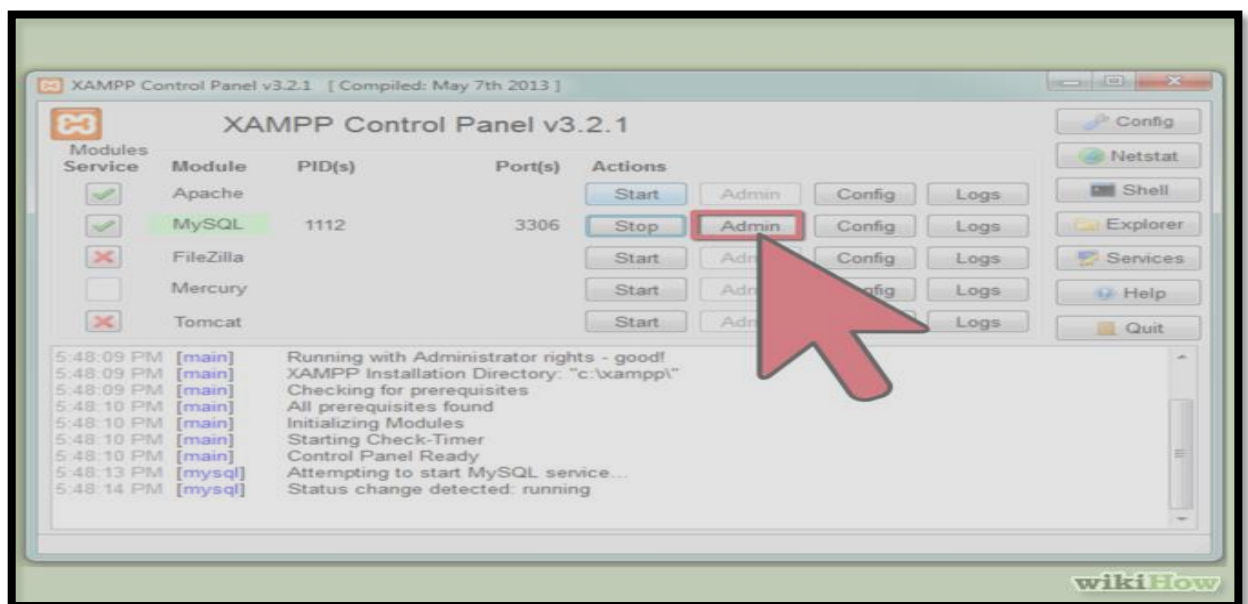 XAMPP Control Panel v3.2.1 [ Compiled: May 7th 2013 ]
XAMPP Control Panel v3.2.1
Config
Modules
Service Module PID(s) Port(s) Actions
Netstat
Apache Start Admin Config Logs
Shell
MySQL 1112 3306 Stop Admin Config Logs
Explorer
FileZilla Start Config Logs
Services
Mercury Start Logs
Help
Tomcat Start Logs
Quit
5:48:09 PM [main] Running with Administrator rights - good!
5:48:09 PM [main] XAMPP Installation Directory: "c:\xampp\"
5:48:09 PM [main] Checking for prerequisites
5:48:10 PM [main] All prerequisites found
5:48:10 PM [main] Initializing Modules
5:48:10 PM [main] Starting Check-Timer
5:48:10 PM [main] Control Panel Ready
5:48:13 PM [mysql] Attempting to start MySQL service...
5:48:14 PM [mysql] Status change detected: running
wikiHow